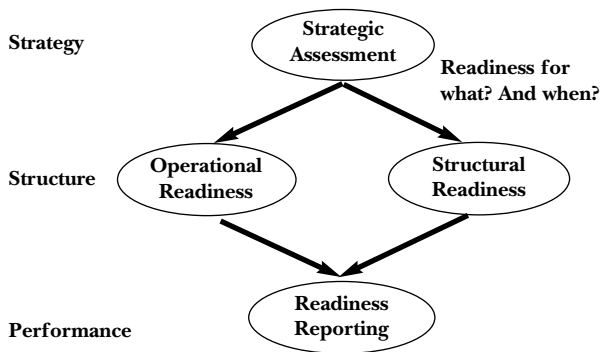 Strategy
Strategic
Assessment
Readiness for
what? And when?
Structure
Operational
Readiness
Structural
Readiness
Performance
Readiness
Reporting